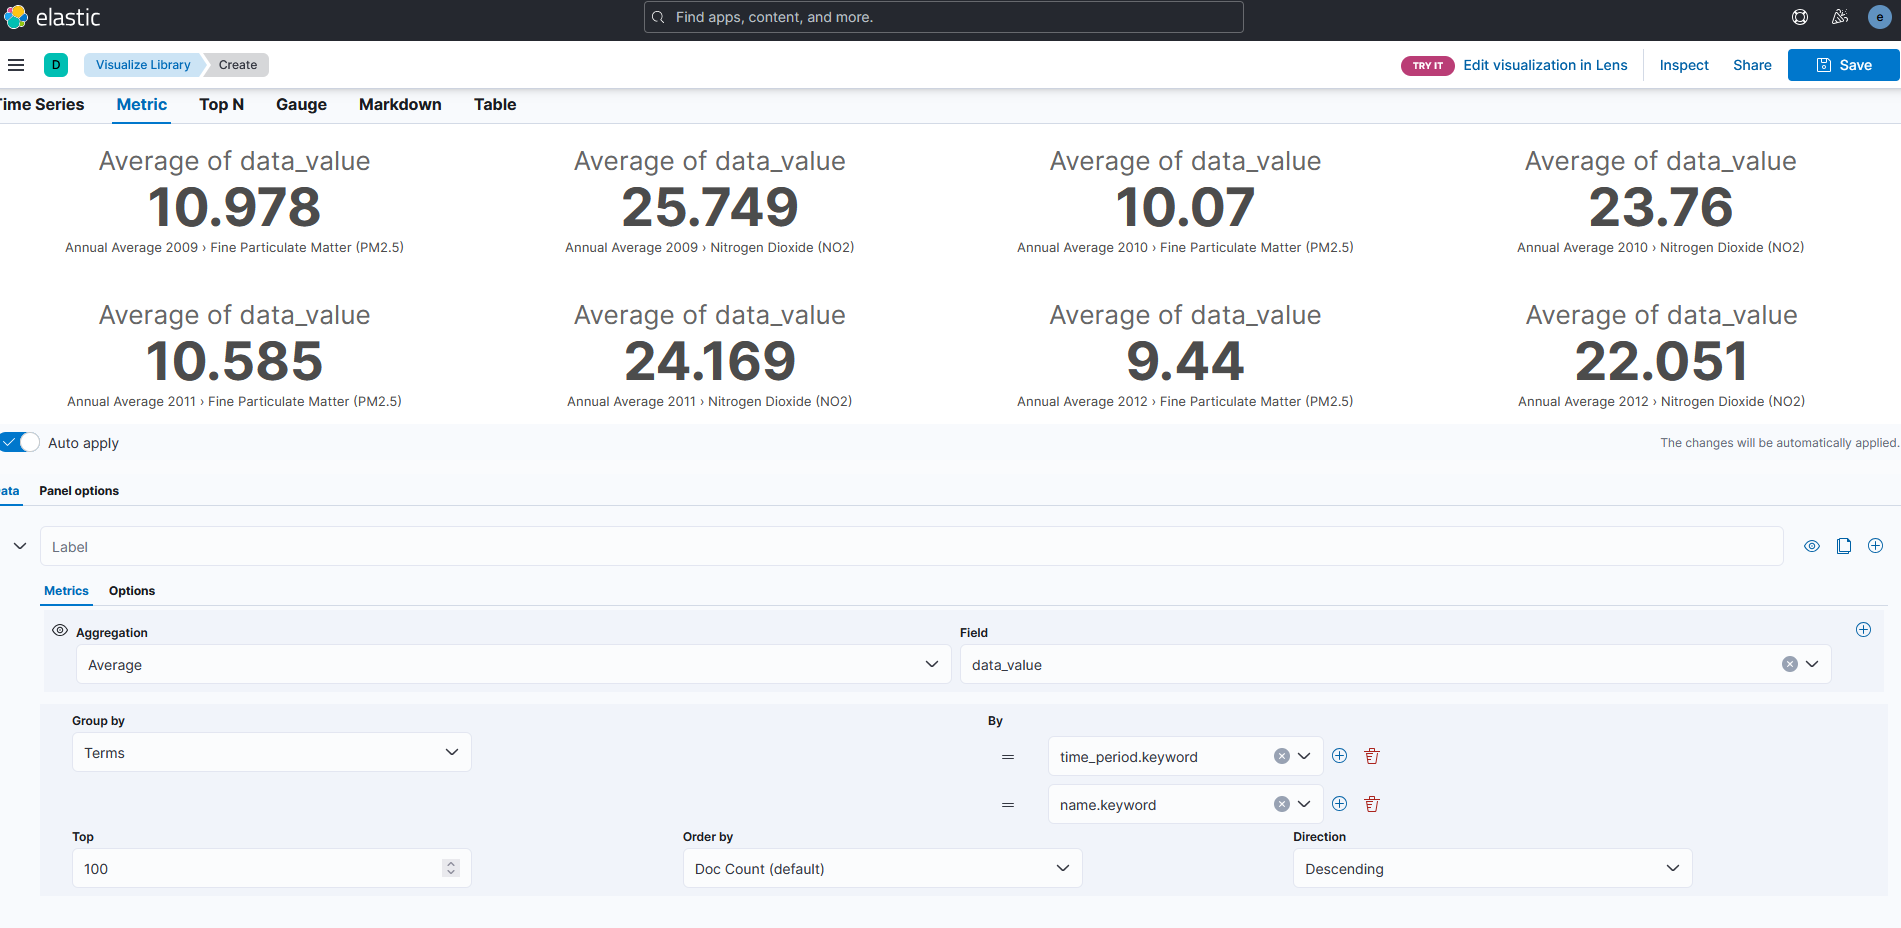 elastic
Find apps, content, and more.
e
D
Visualize Library
Create
TRY IT
Edit visualization in Lens
Inspect
Share
Save
Time Series
Metric
Top N
Gauge
Markdown
Table
Average of data_value
10.978
Annual Average 2009 › Fine Particulate Matter (PM2.5)
Average of data_value
25.749
Annual Average 2009 › Nitrogen Dioxide (NO2)
Average of data_value
10.07
Annual Average 2010 › Fine Particulate Matter (PM2.5)
Average of data_value
23.76
Annual Average 2010 › Nitrogen Dioxide (NO2)
Average of data_value
10.585
Annual Average 2011 › Fine Particulate Matter (PM2.5)
Average of data_value
24.169
Annual Average 2011 › Nitrogen Dioxide (NO2)
Average of data_value
9.44
Annual Average 2012 › Fine Particulate Matter (PM2.5)
Average of data_value
22.051
Annual Average 2012 › Nitrogen Dioxide (NO2)
Auto apply
The changes will be automatically applied.
ata
Panel options
Label
Metrics
Options
Aggregation
Average
Field
data_value
Group by
Terms
By
time_period.keyword
name.keyword
Top
100
Order by
Doc Count (default)
Direction
Descending